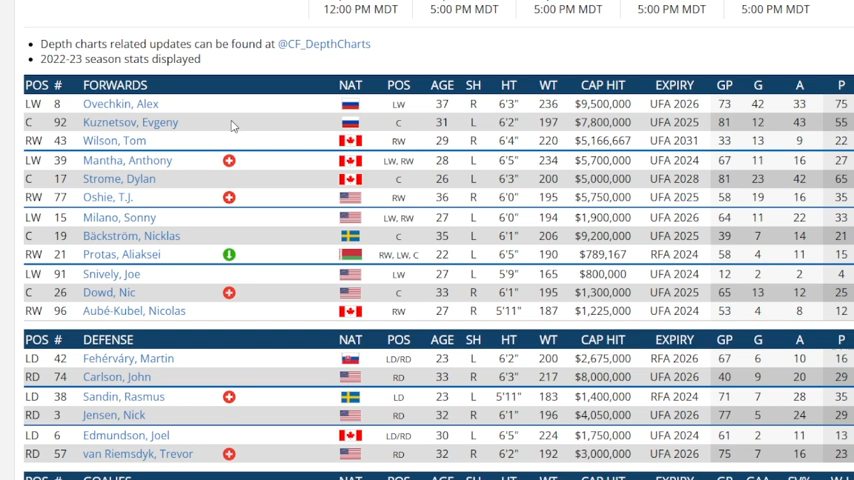 12:00 PM MDT 5:00 PM MDT 5:00 PM MDT 5:00 PM MDT 5:00 PM MDT
• Depth charts related updates can be found at @CF_DepthCharts
• 2022-23 season stats displayed
POS # FORWARDS NAT POS AGE SH HT WT CAP HIT EXPIRY GP G A P
LW 8 Ovechkin, Alex LW 37 R 6'3" 236 $9,500,000 UFA 2026 73 42 33 75
C 92 Kuznetsov, Evgeny C 31 L 6'2" 197 $7,800,000 UFA 2025 81 12 43 55
RW 43 Wilson, Tom RW 29 R 6'4" 220 $5,166,667 UFA 2031 33 13 9 22
LW 39 Mantha, Anthony LW, RW 28 L 6'5" 234 $5,700,000 UFA 2024 67 11 16 27
C 17 Strome, Dylan C 26 L 6'3" 200 $5,000,000 UFA 2028 81 23 42 65
RW 77 Oshie, T.J. RW 36 R 6'0" 195 $5,750,000 UFA 2025 58 19 16 35
LW 15 Milano, Sonny LW, RW 27 L 6'0" 194 $1,900,000 UFA 2026 64 11 22 33
C 19 Bäckström, Nicklas C 35 L 6'1" 206 $9,200,000 UFA 2025 39 7 14 21
RW 21 Protas, Aliaksei RW, LW, C 22 L 6'5" 190 $789,167 RFA 2024 58 4 11 15
LW 91 Snively, Joe LW 27 L 5'9" 165 $800,000 UFA 2024 12 2 2 4
C 26 Dowd, Nic C 33 R 6'1" 195 $1,300,000 UFA 2025 65 13 12 25
RW 96 Aubé-Kubel, Nicolas RW 27 R 5'11" 187 $1,225,000 UFA 2024 53 4 8 12
POS # DEFENSE NAT POS AGE SH HT WT CAP HIT EXPIRY GP G A P
LD 42 Fehérváry, Martin LD/RD 23 L 6'2" 200 $2,675,000 RFA 2026 67 6 10 16
RD 74 Carlson, John RD 33 R 6'3" 217 $8,000,000 UFA 2026 40 9 20 29
LD 38 Sandin, Rasmus LD 23 L 5'11" 183 $1,400,000 RFA 2024 71 7 28 35
RD 3 Jensen, Nick RD 32 R 6'1" 196 $4,050,000 UFA 2026 77 5 24 29
LD 6 Edmundson, Joel LD/RD 30 L 6'5" 224 $1,750,000 UFA 2024 61 2 11 13
RD 57 van Riemsdyk, Trevor RD 32 R 6'2" 192 $3,000,000 UFA 2026 75 7 16 23
POS # GOALIES NAT POS AGE SH HT WT CAP HIT EXPIRY GP GAA SV%